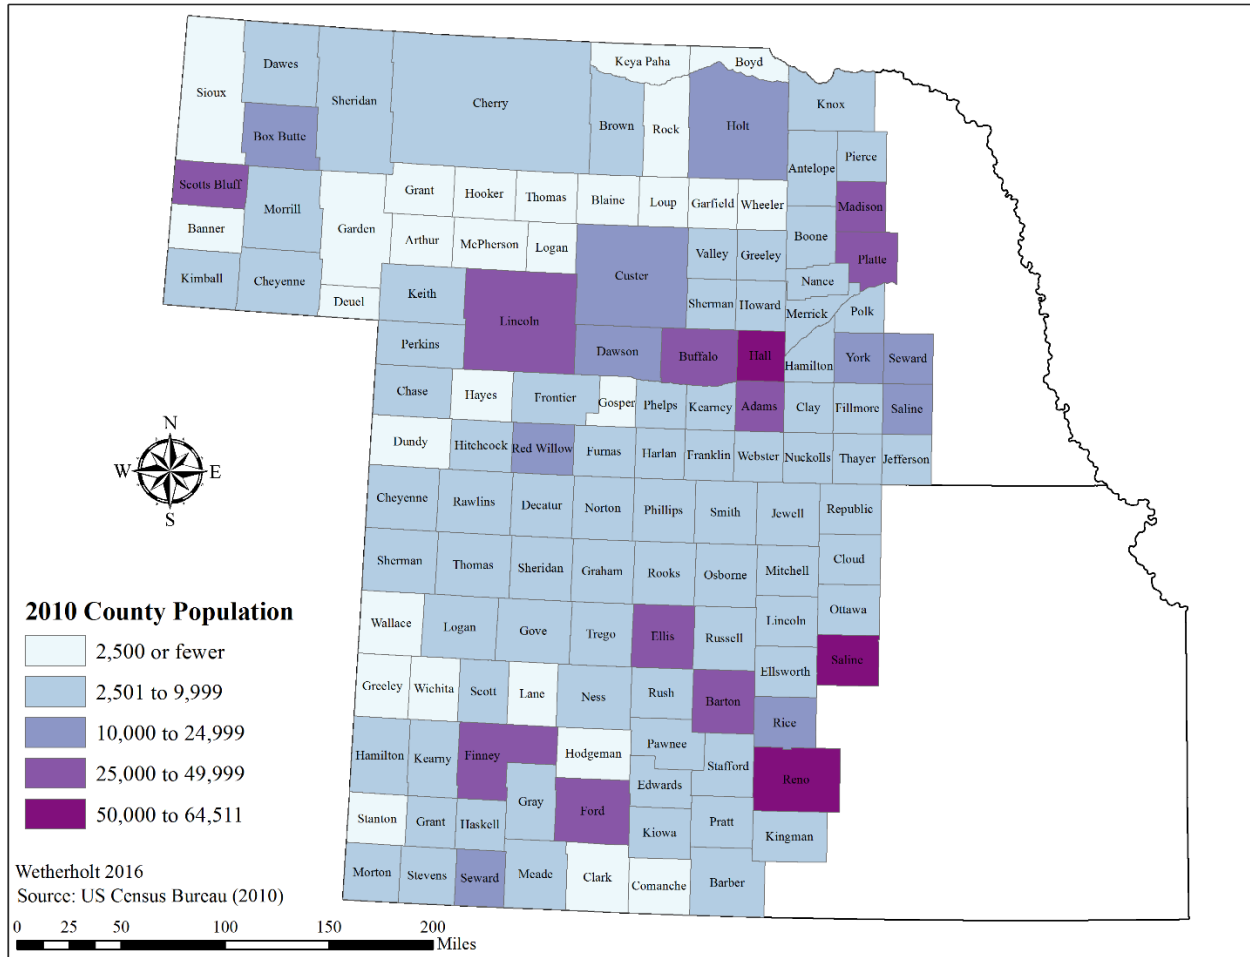 Keya Paha
Boyd
Dawes
Sioux
Sheridan
Cherry
Knox
Brown
Rock
Holt
Box Butte
Pierce
Antelope
Scotts Bluff
Grant
Hooker
Thomas
Blaine
Loup
Garfield
Wheeler
Madison
Morrill
Banner
Garden
Arthur
McPherson
Logan
Boone
Valley
Greeley
Platte
Custer
Kimball
Cheyenne
Deuel
Keith
Nance
Sherman
Howard
Merrick
Polk
Lincoln
Perkins
Dawson
Buffalo
Hall
Hamilton
York
Seward
Chase
Hayes
Frontier
Gosper
Phelps
Kearney
Adams
Clay
Fillmore
Saline
Dundy
Hitchcock
Red Willow
Furnas
Harlan
Franklin
Webster
Nuckolls
Thayer
Jefferson
N
W
E
S
Cheyenne
Rawlins
Decatur
Norton
Phillips
Smith
Jewell
Republic
Sherman
Thomas
Sheridan
Graham
Rooks
Osborne
Mitchell
Cloud
Wallace
Logan
Gove
Trego
Ellis
Russell
Lincoln
Ottawa
Ellsworth
Saline
Greeley
Wichita
Scott
Lane
Ness
Rush
Barton
Rice
Hamilton
Kearny
Finney
Hodgeman
Pawnee
Stafford
Reno
Edwards
Gray
Ford
Stanton
Grant
Haskell
Kiowa
Pratt
Kingman
Morton
Stevens
Seward
Meade
Clark
Comanche
Barber
2010 County Population
2,500 or fewer
2,501 to 9,999
10,000 to 24,999
25,000 to 49,999
50,000 to 64,511
Wetherholt 2016
Source: US Census Bureau (2010)
0 25 50 100 150 200
Miles